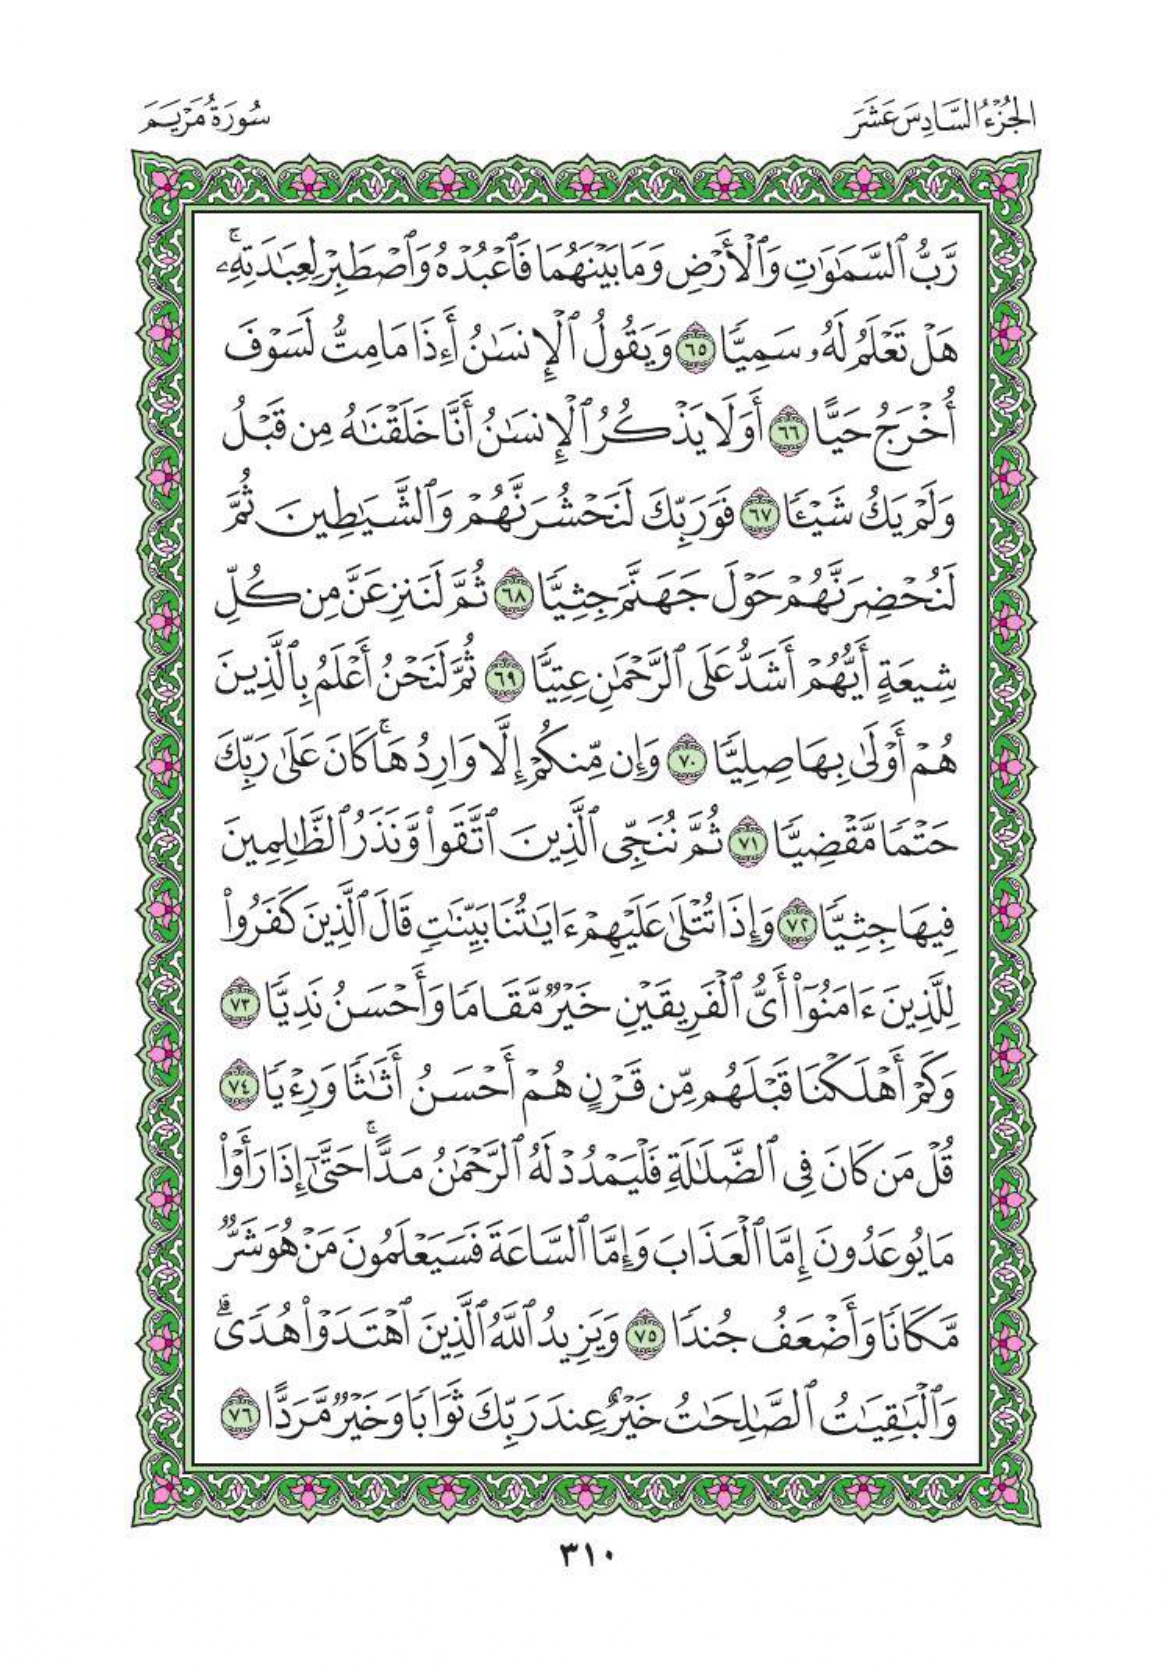 الجُزْءُ السَّادِسَ عَشَرَ
سُورَةُ مَرْيَمَ
رَّبُّ ٱلسَّمَٰوَٰتِ وَٱلۡأَرۡضِ وَمَا بَيۡنَهُمَا فَٱعۡبُدۡهُ وَٱصۡطَبِرۡ لِعِبَٰدَتِهِۦۚ
هَلۡ تَعۡلَمُ لَهُۥ سَمِيّٗا ٦٥ وَيَقُولُ ٱلۡإِنسَٰنُ أَءِذَا مَا مِتُّ لَسَوۡفَ
أُخۡرَجُ حَيًّا ٦٦ أَوَلَا يَذۡكُرُ ٱلۡإِنسَٰنُ أَنَّا خَلَقۡنَٰهُ مِن قَبۡلُ
وَلَمۡ يَكُ شَيۡـٔٗا ٦٧ فَوَرَبِّكَ لَنَحۡشُرَنَّهُمۡ وَٱلشَّيَٰطِينَ ثُمَّ
لَنُحۡضِرَنَّهُمۡ حَوۡلَ جَهَنَّمَ جِثِيّٗا ٦٨ ثُمَّ لَنَنزِعَنَّ مِن كُلِّ
شِيعَةٍ أَيُّهُمۡ أَشَدُّ عَلَى ٱلرَّحۡمَٰنِ عِتِيّٗا ٦٩ ثُمَّ لَنَحۡنُ أَعۡلَمُ بِٱلَّذِينَ
هُمۡ أَوۡلَىٰ بِهَا صِلِيّٗا ٧٠ وَإِن مِّنكُمۡ إِلَّا وَارِدُهَاۚ كَانَ عَلَىٰ رَبِّكَ
حَتۡمٗا مَّقۡضِيّٗا ٧١ ثُمَّ نُنَجِّي ٱلَّذِينَ ٱتَّقَواْ وَّنَذَرُ ٱلظَّٰلِمِينَ
فِيهَا جِثِيّٗا ٧٢ وَإِذَا تُتۡلَىٰ عَلَيۡهِمۡ ءَايَٰتُنَا بَيِّنَٰتٖ قَالَ ٱلَّذِينَ كَفَرُواْ
لِلَّذِينَ ءَامَنُوٓاْ أَيُّ ٱلۡفَرِيقَيۡنِ خَيۡرٞ مَّقَامٗا وَأَحۡسَنُ نَدِيّٗا ٧٣
وَكَمۡ أَهۡلَكۡنَا قَبۡلَهُم مِّن قَرۡنٍ هُمۡ أَحۡسَنُ أَثَٰثٗا وَرِءۡيٗا ٧٤
قُلۡ مَن كَانَ فِي ٱلضَّلَٰلَةِ فَلۡيَمۡدُدۡ لَهُ ٱلرَّحۡمَٰنُ مَدًّاۚ حَتَّىٰٓ إِذَا رَأَوۡاْ
مَا يُوعَدُونَ إِمَّا ٱلۡعَذَابَ وَإِمَّا ٱلسَّاعَةَ فَسَيَعۡلَمُونَ مَنۡ هُوَ شَرّٞ
مَّكَانٗا وَأَضۡعَفُ جُندٗا ٧٥ وَيَزِيدُ ٱللَّهُ ٱلَّذِينَ ٱهۡتَدَوۡاْ هُدٗىۗ
وَٱلۡبَٰقِيَٰتُ ٱلصَّٰلِحَٰتُ خَيۡرٌ عِندَ رَبِّكَ ثَوَابٗا وَخَيۡرٞ مَّرَدًّا ٧٦
٣١٠